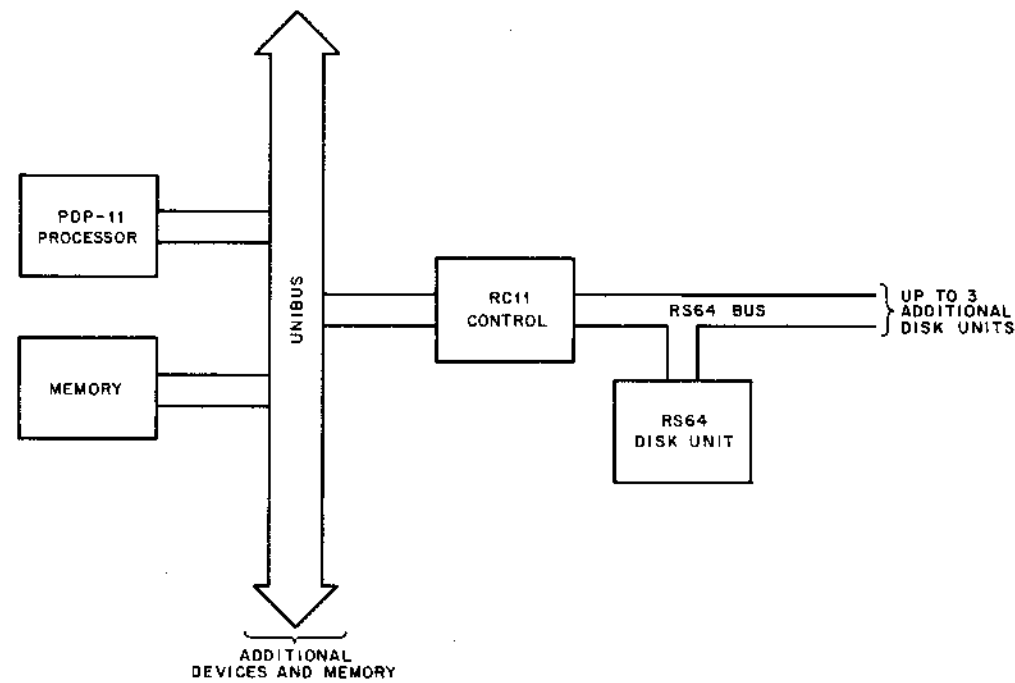 PDP-11
PROCESSOR
MEMORY
UNIBUS
RC11
CONTROL
RS64 BUS
UP TO 3
ADDITIONAL
DISK UNITS
RS64
DISK UNIT
ADDITIONAL
DEVICES AND MEMORY